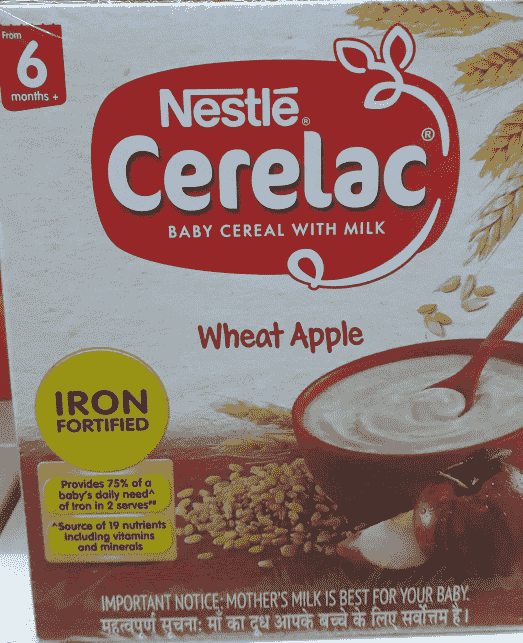 From
6
months +
Nestlē®
Cerelac®
BABY CEREAL WITH MILK
Wheat Apple
IRON
FORTIFIED
Provides 75% of a
baby's daily need^
of Iron in 2 serves**
^Source of 19 nutrients
including vitamins
and minerals
IMPORTANT NOTICE: MOTHER'S MILK IS BEST FOR YOUR BABY.
महत्वपूर्ण सूचना: माँ का दूध आपके बच्चे के लिए सर्वोत्तम है।